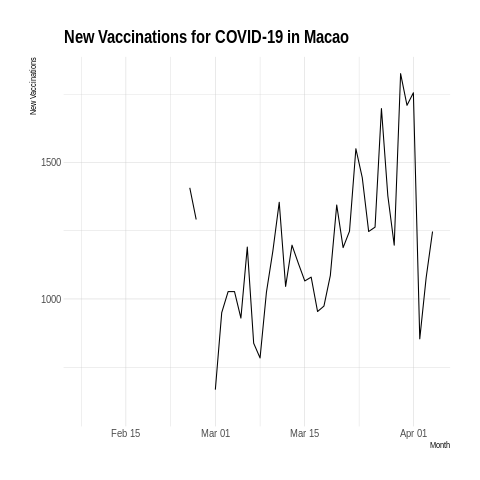 New Vaccinations for COVID-19 in Macao
New Vaccinations
1500
1000
Feb 15
Mar 01
Mar 15
Apr 01
Month